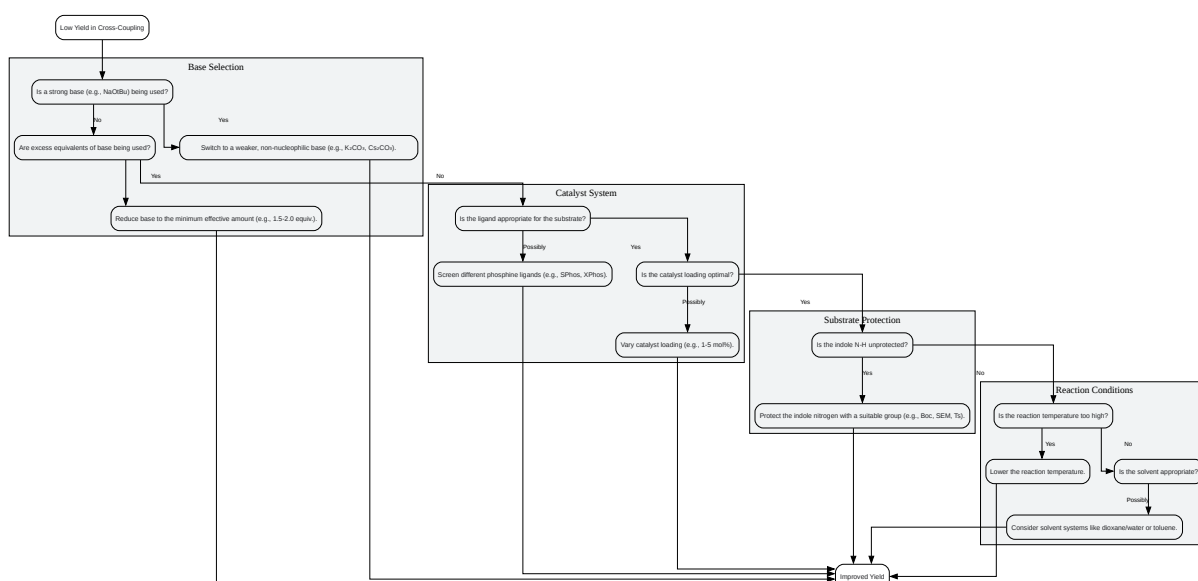 Low Yield in Cross-Coupling
Base Selection
Is a strong base (e.g., NaOtBu) being used?
No
Yes
Are excess equivalents of base being used?
Switch to a weaker, non-nucleophilic base (e.g., K₂CO₃, Cs₂CO₃).
Yes
No
Reduce base to the minimum effective amount (e.g., 1.5-2.0 equiv.).
Catalyst System
Is the ligand appropriate for the substrate?
Possibly
Yes
Screen different phosphine ligands (e.g., SPhos, XPhos).
Is the catalyst loading optimal?
Possibly
Yes
Vary catalyst loading (e.g., 1-5 mol%).
Substrate Protection
Is the indole N-H unprotected?
Yes
No
Protect the indole nitrogen with a suitable group (e.g., Boc, SEM, Ts).
Reaction Conditions
Is the reaction temperature too high?
Yes
No
Lower the reaction temperature.
Is the solvent appropriate?
Possibly
Consider solvent systems like dioxane/water or toluene.
Improved Yield